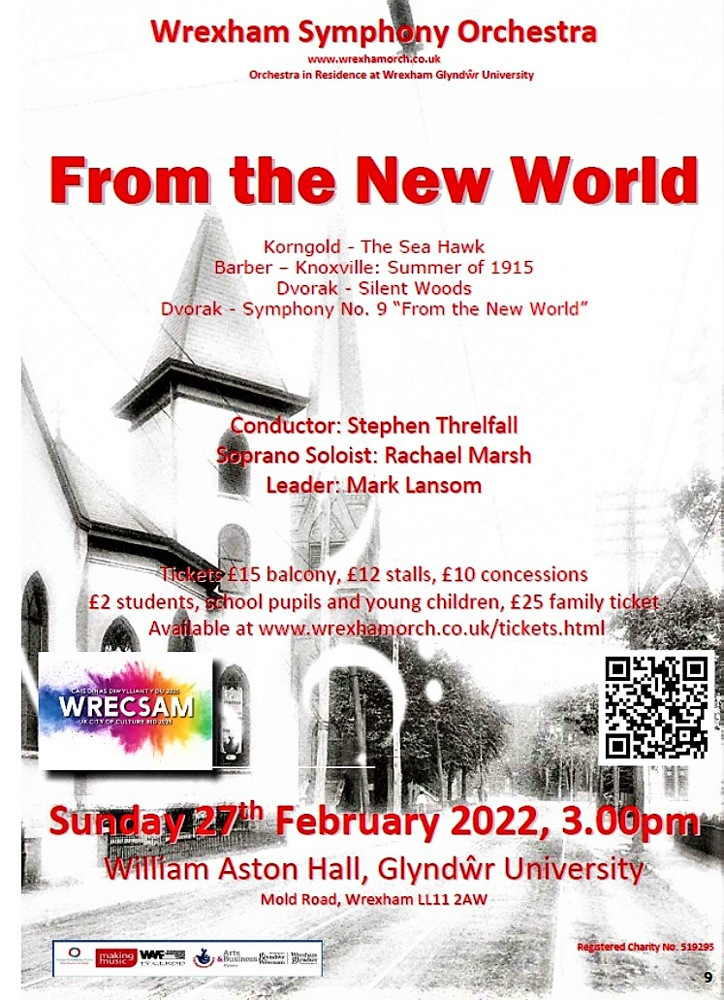 Wrexham Symphony Orchestra
www.wrexhamorch.co.uk
Orchestra in Residence at Wrexham Glyndŵr University
From the New World
Korngold - The Sea Hawk
Barber – Knoxville: Summer of 1915
Dvorak - Silent Woods
Dvorak - Symphony No. 9 “From the New World”
Conductor: Stephen Threlfall
Soprano Soloist: Rachael Marsh
Leader: Mark Lansom
Tickets £15 balcony, £12 stalls, £10 concessions
£2 students, school pupils and young children, £25 family ticket
Available at www.wrexhamorch.co.uk/tickets.html
CAIS DINAS DIWYLLIANT Y DU 2025
WRECSAM
UK CITY OF CULTURE BID 2025
Sunday 27th February 2022, 3.00pm
William Aston Hall, Glyndŵr University
Mold Road, Wrexham LL11 2AW
Registered Charity No. 519295
making music
Arts & Business
Cymru
glyndŵr Wrecsam
Wrexham glyndŵr
9